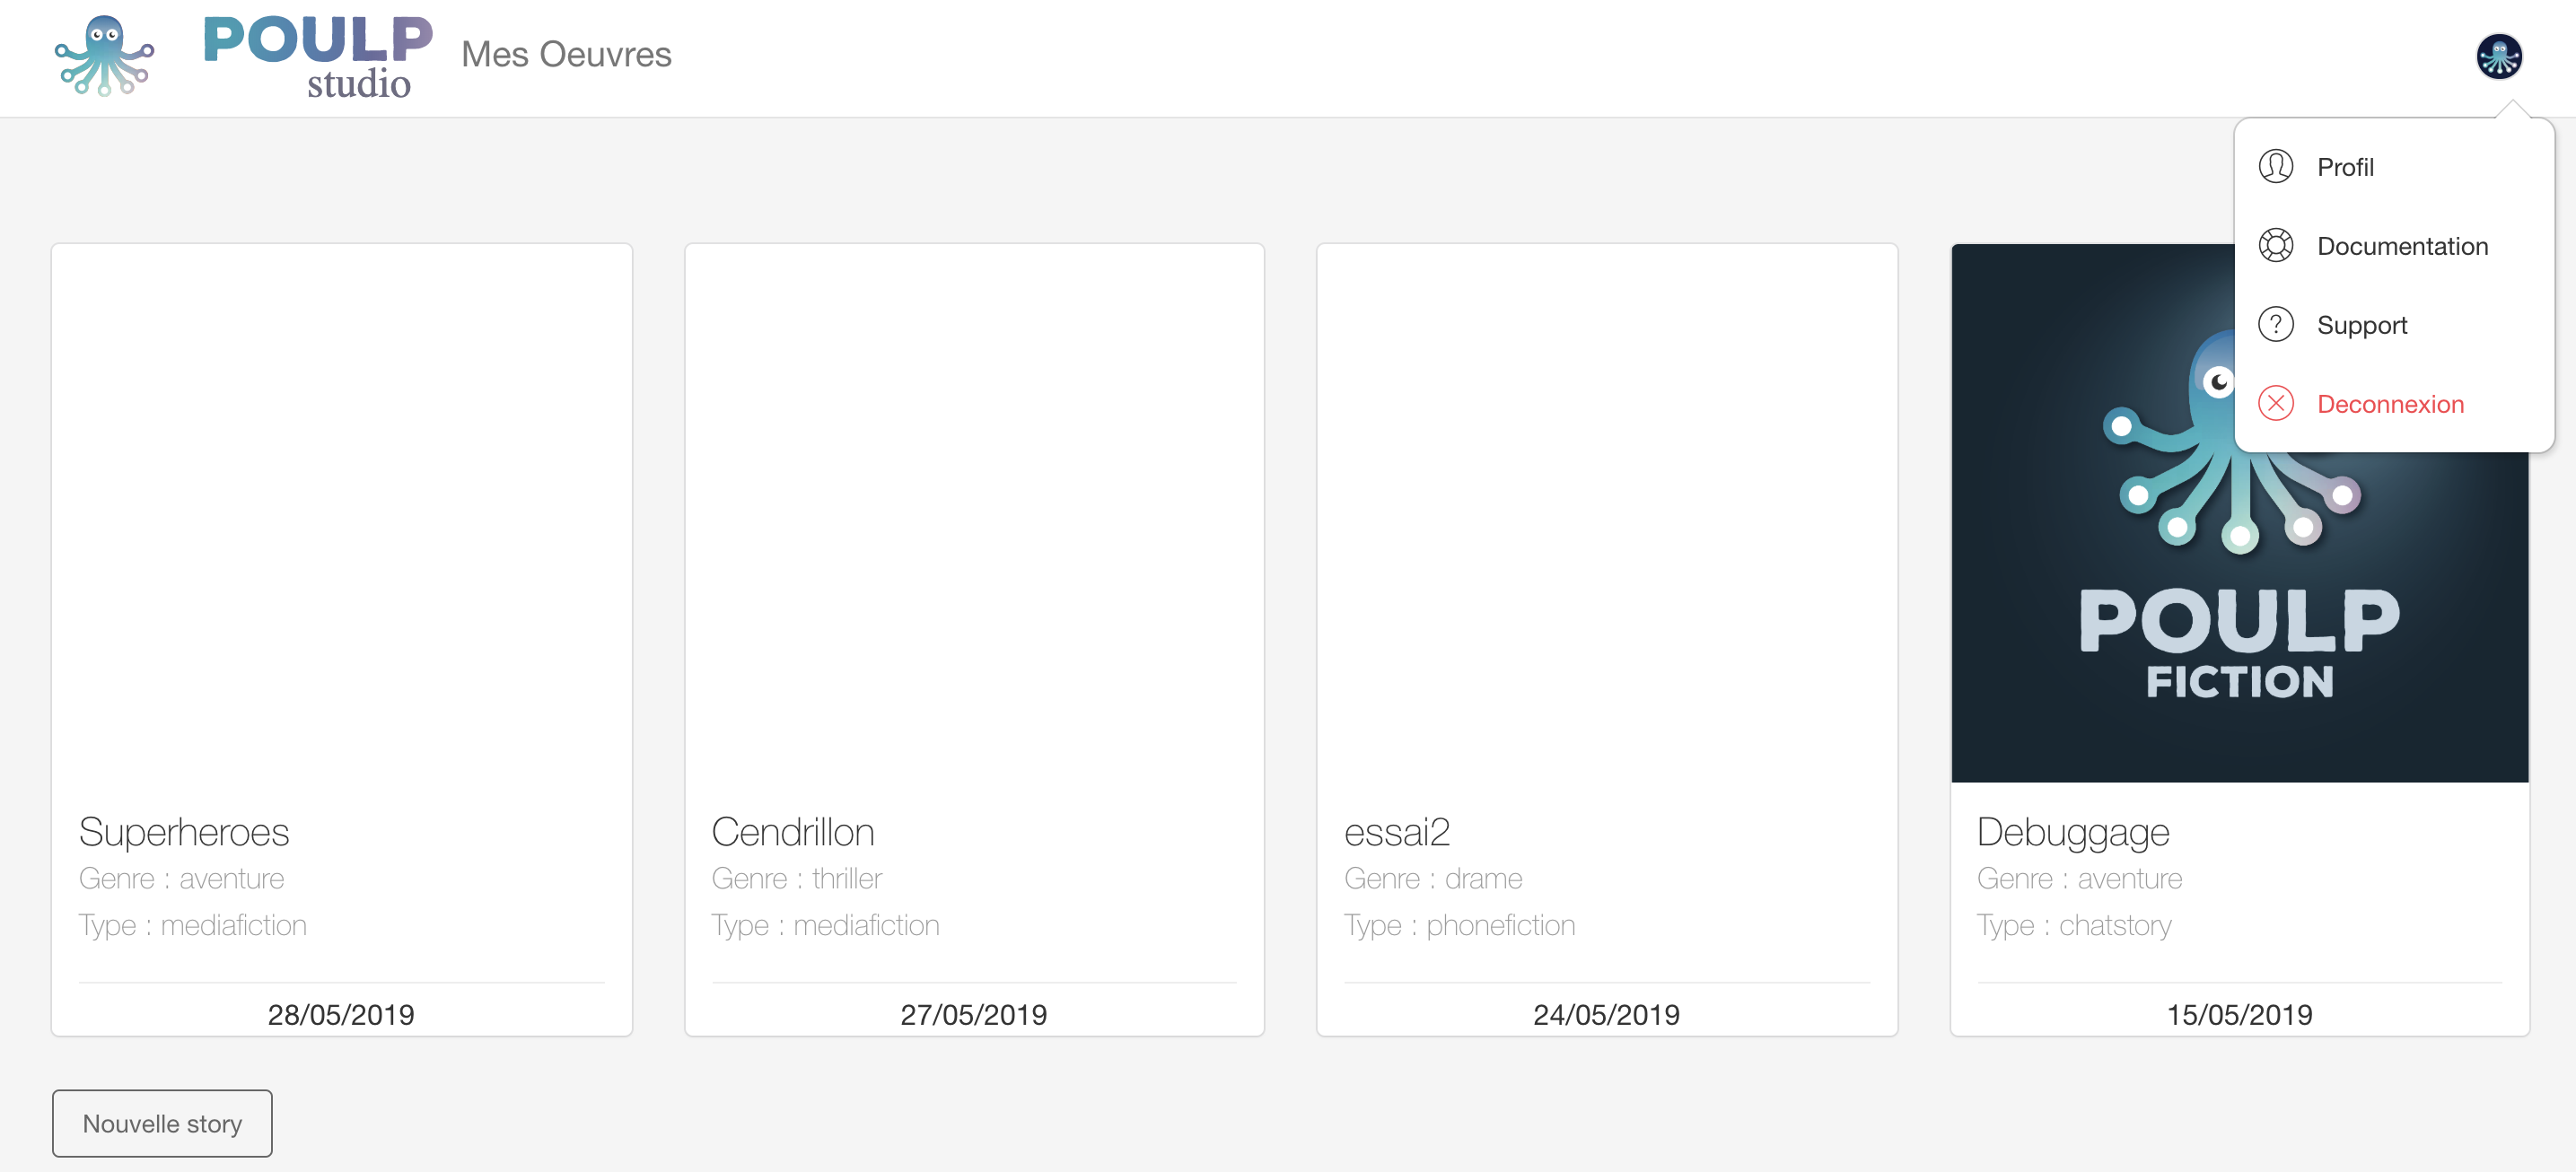 POULP
studio
Mes Oeuvres
Profil
Documentation
Support
Deconnexion
POULP
FICTION
Superheroes
Genre : aventure
Type : mediafiction
28/05/2019
Cendrillon
Genre : thriller
Type : mediafiction
27/05/2019
essai2
Genre : drame
Type : phonefiction
24/05/2019
Debuggage
Genre : aventure
Type : chatstory
15/05/2019
Nouvelle story